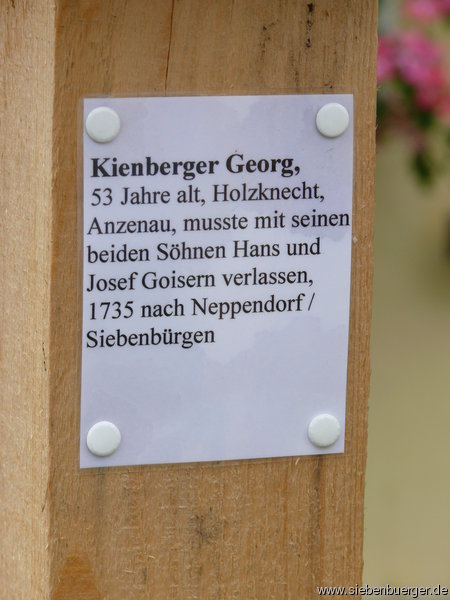 Kienberger Georg,
53 Jahre alt, Holzknecht,
Anzenau, musste mit seinen
beiden Söhnen Hans und
Josef Goisern verlassen,
1735 nach Neppendorf /
Siebenbürgen
www.siebenbuerger.de